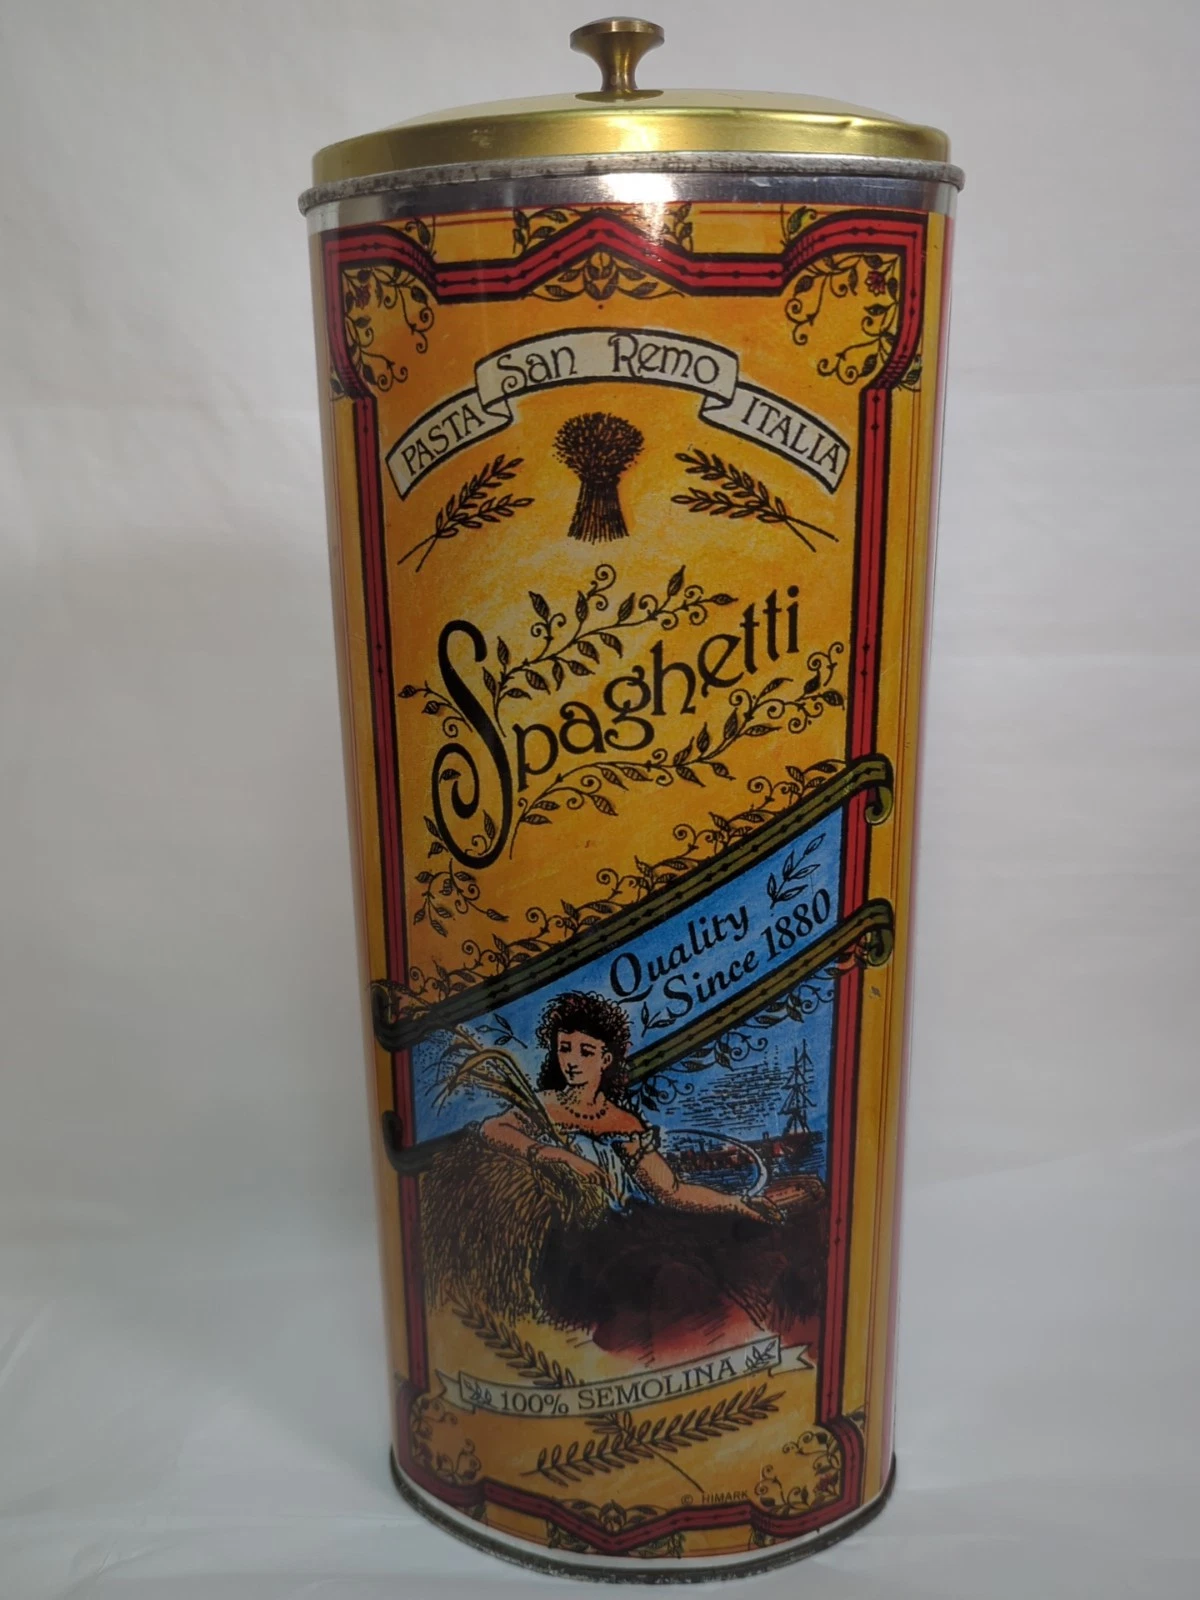 PASTA San Remo ITALIA
Spaghetti
Quality
Since 1880
100% SEMOLINA
© HIMARK